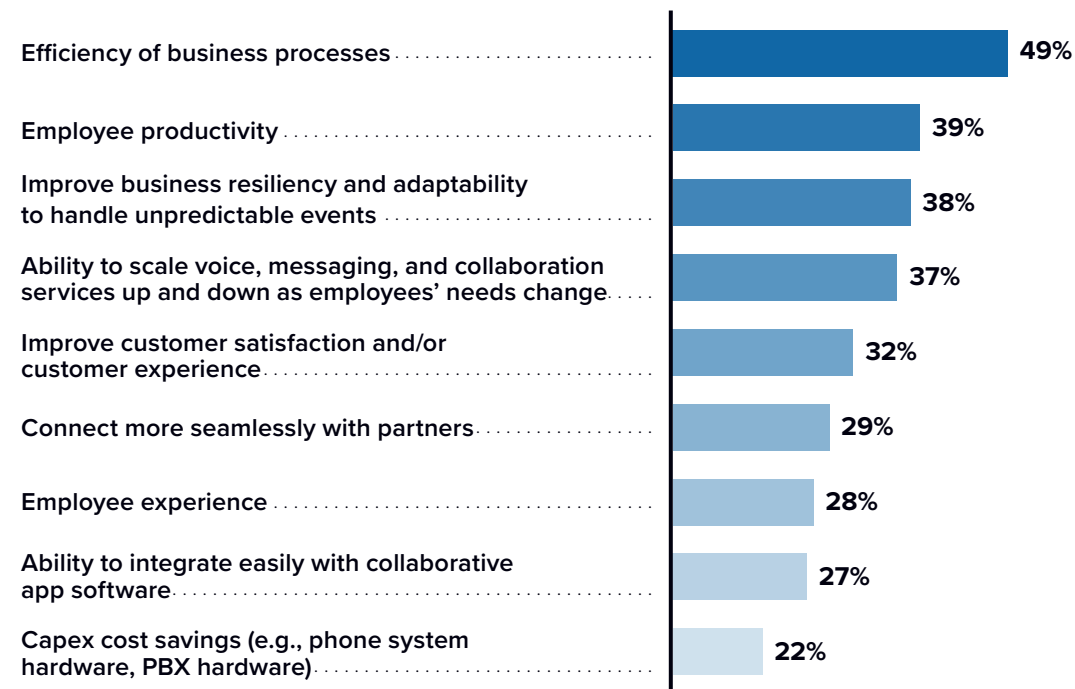 Efficiency of business processes 49%
Employee productivity 39%
Improve business resiliency and adaptability
to handle unpredictable events 38%
Ability to scale voice, messaging, and collaboration
services up and down as employees’ needs change 37%
Improve customer satisfaction and/or
customer experience 32%
Connect more seamlessly with partners 29%
Employee experience 28%
Ability to integrate easily with collaborative
app software 27%
Capex cost savings (e.g., phone system
hardware, PBX hardware) 22%